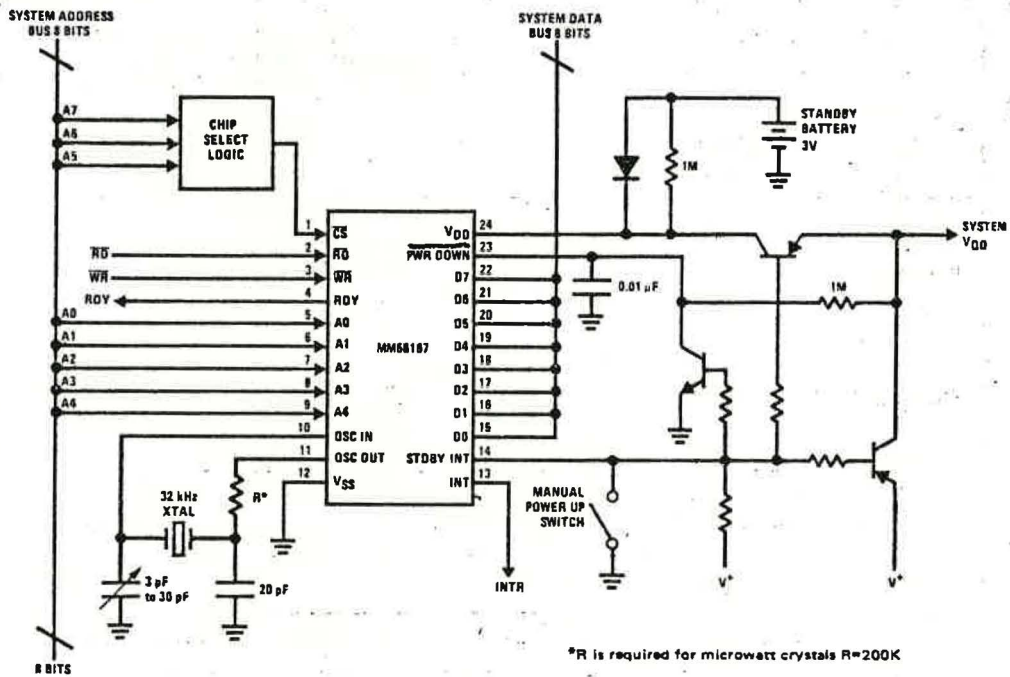 SYSTEM ADDRESS
BUS 8 BITS
SYSTEM DATA
BUS 8 BITS
A7
A6
A5
CHIP
SELECT
LOGIC
STANDBY
BATTERY
3V
1M
1 CS
VDD 24
SYSTEM
VDD
RD 2 RD
PWR DOWN 23
WR 3 WR
D7 22
0.01 µF
1M
RDY 4 RDY
D6 21
A0 5 A0
D5 20
A1 6 A1
MM58167
D4 19
A2 7 A2
D3 18
A3 8 A3
D2 17
A4 9 A4
D1 16
10 OSC IN
D0 15
11 OSC OUT
STDBY INT 14
12 VSS
INT 13
32 kHz
XTAL
R*
MANUAL
POWER UP
SWITCH
3 pF
to 30 pF
20 pF
INTR
V+
V+
8 BITS
*R is required for microwatt crystals R=200K